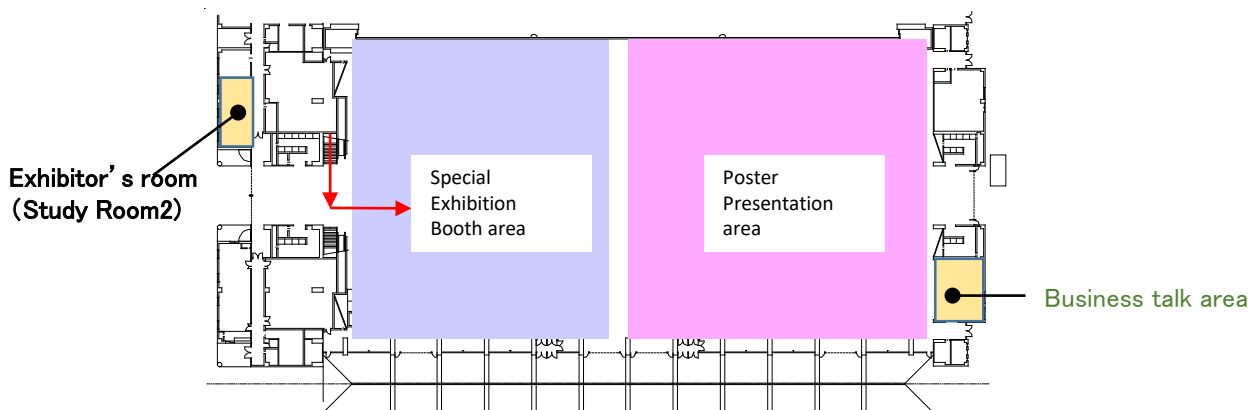 Exhibitor’s room
（Study Room2）
Special
Exhibition
Booth area
Poster
Presentation
area
Business talk area